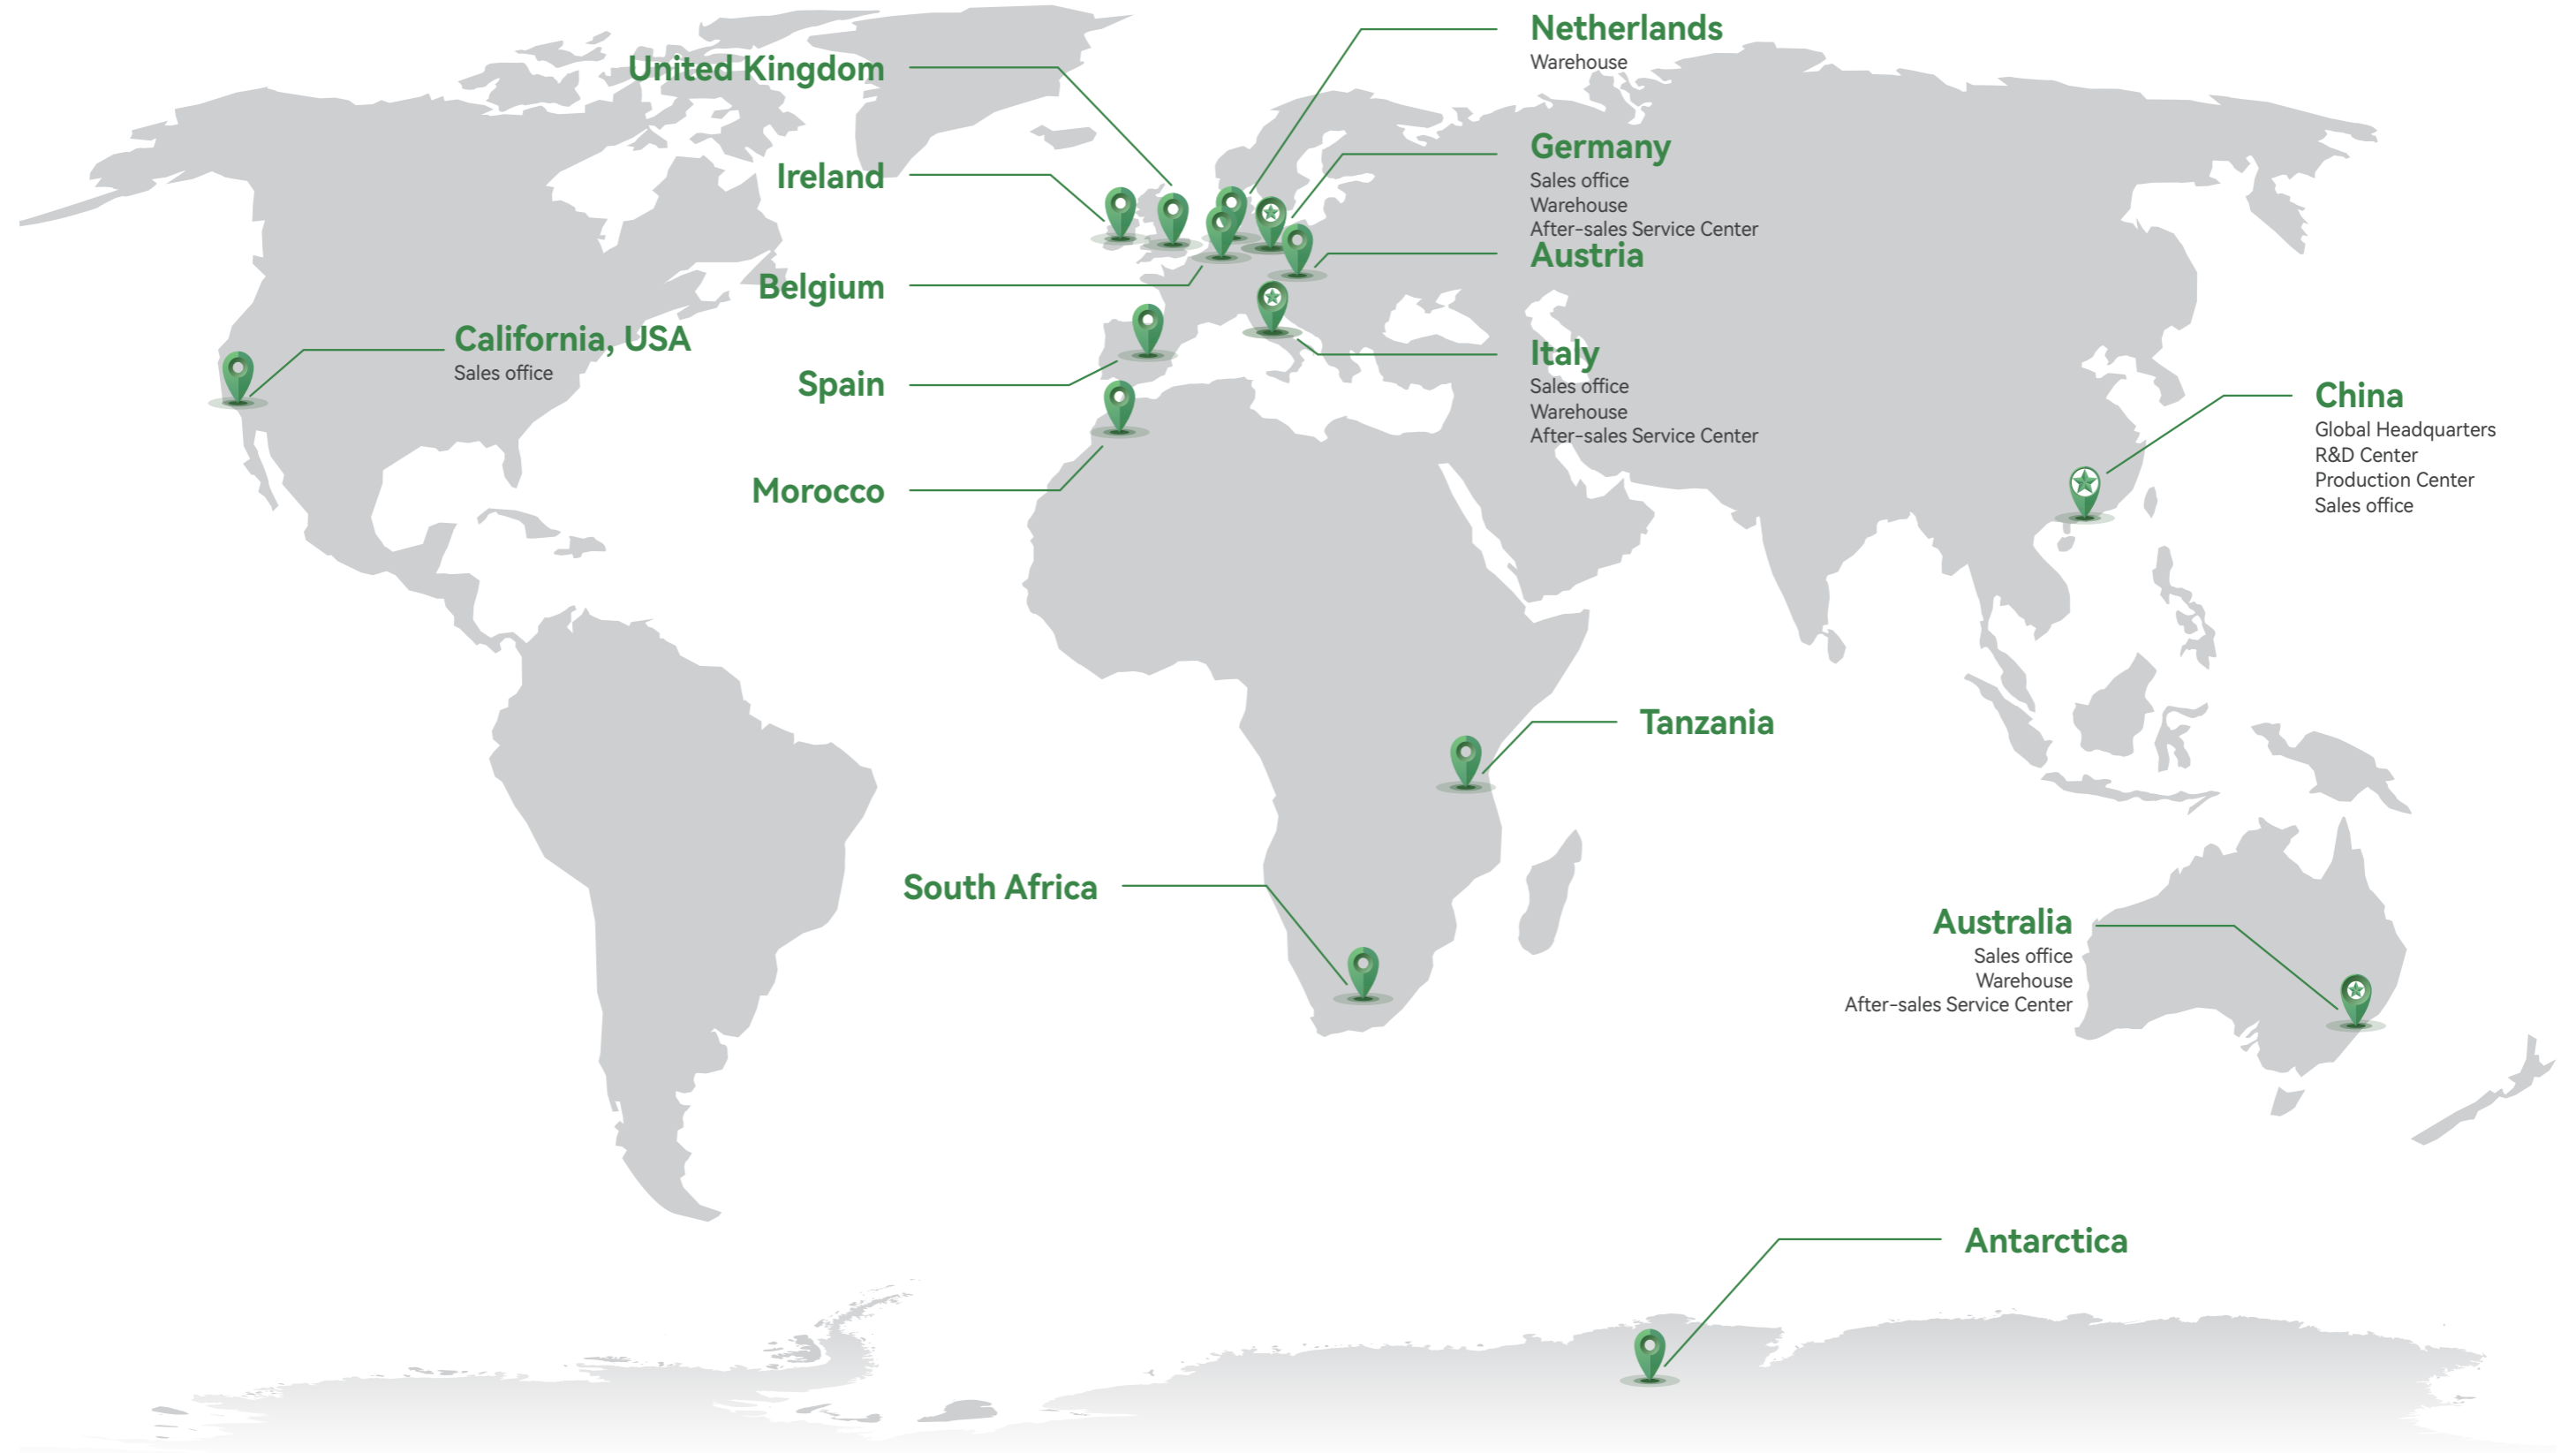 Netherlands
Warehouse
United Kingdom
Germany
Sales office
Warehouse
After-sales Service Center
Ireland
Austria
Belgium
California, USA
Sales office
Italy
Sales office
Warehouse
After-sales Service Center
Spain
China
Global Headquarters
R&D Center
Production Center
Sales office
Morocco
Tanzania
South Africa
Australia
Sales office
Warehouse
After-sales Service Center
Antarctica